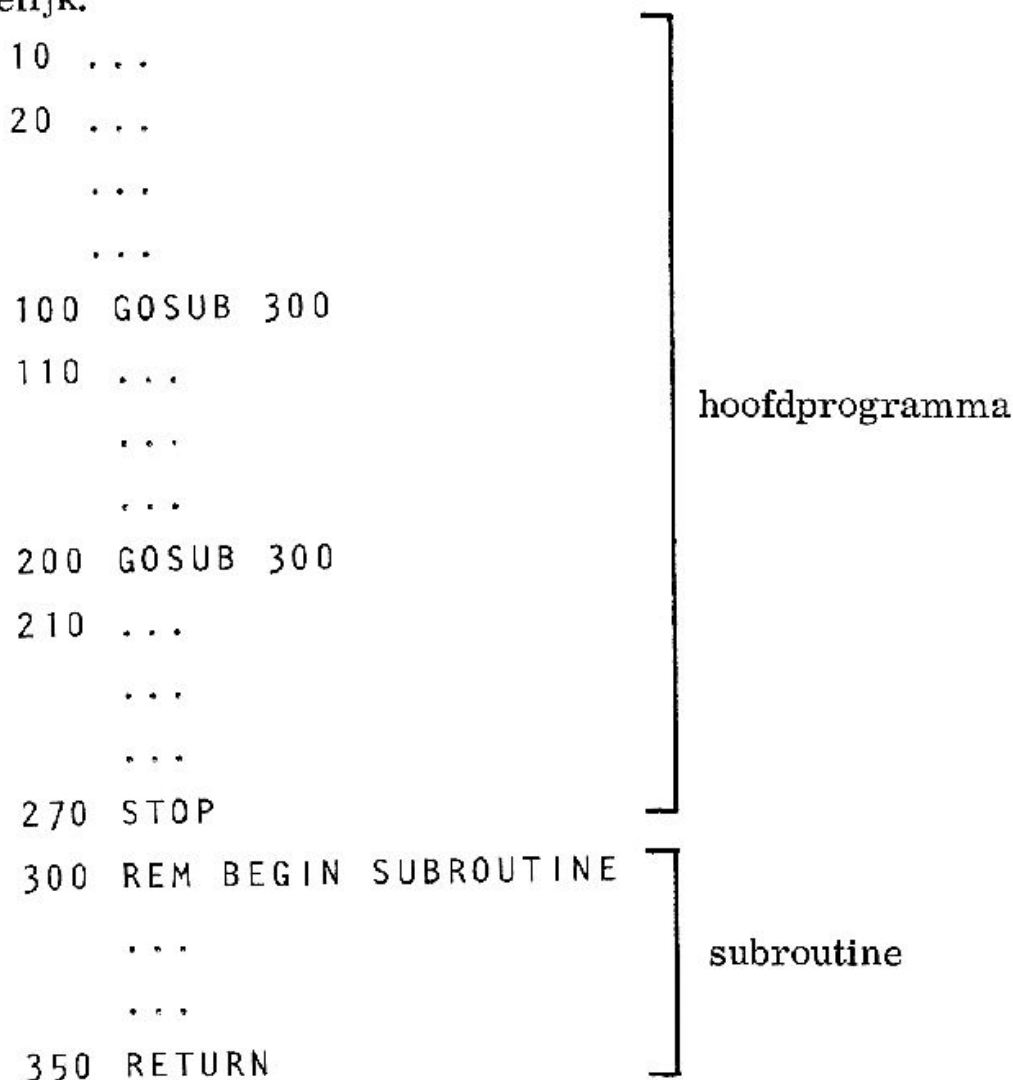 10 ...
20 ...
...
...
100 GOSUB 300
110 ...
...
...
hoofdprogramma
200 GOSUB 300
210 ...
...
...
270 STOP
300 REM BEGIN SUBROUTINE
...
subroutine
...
350 RETURN